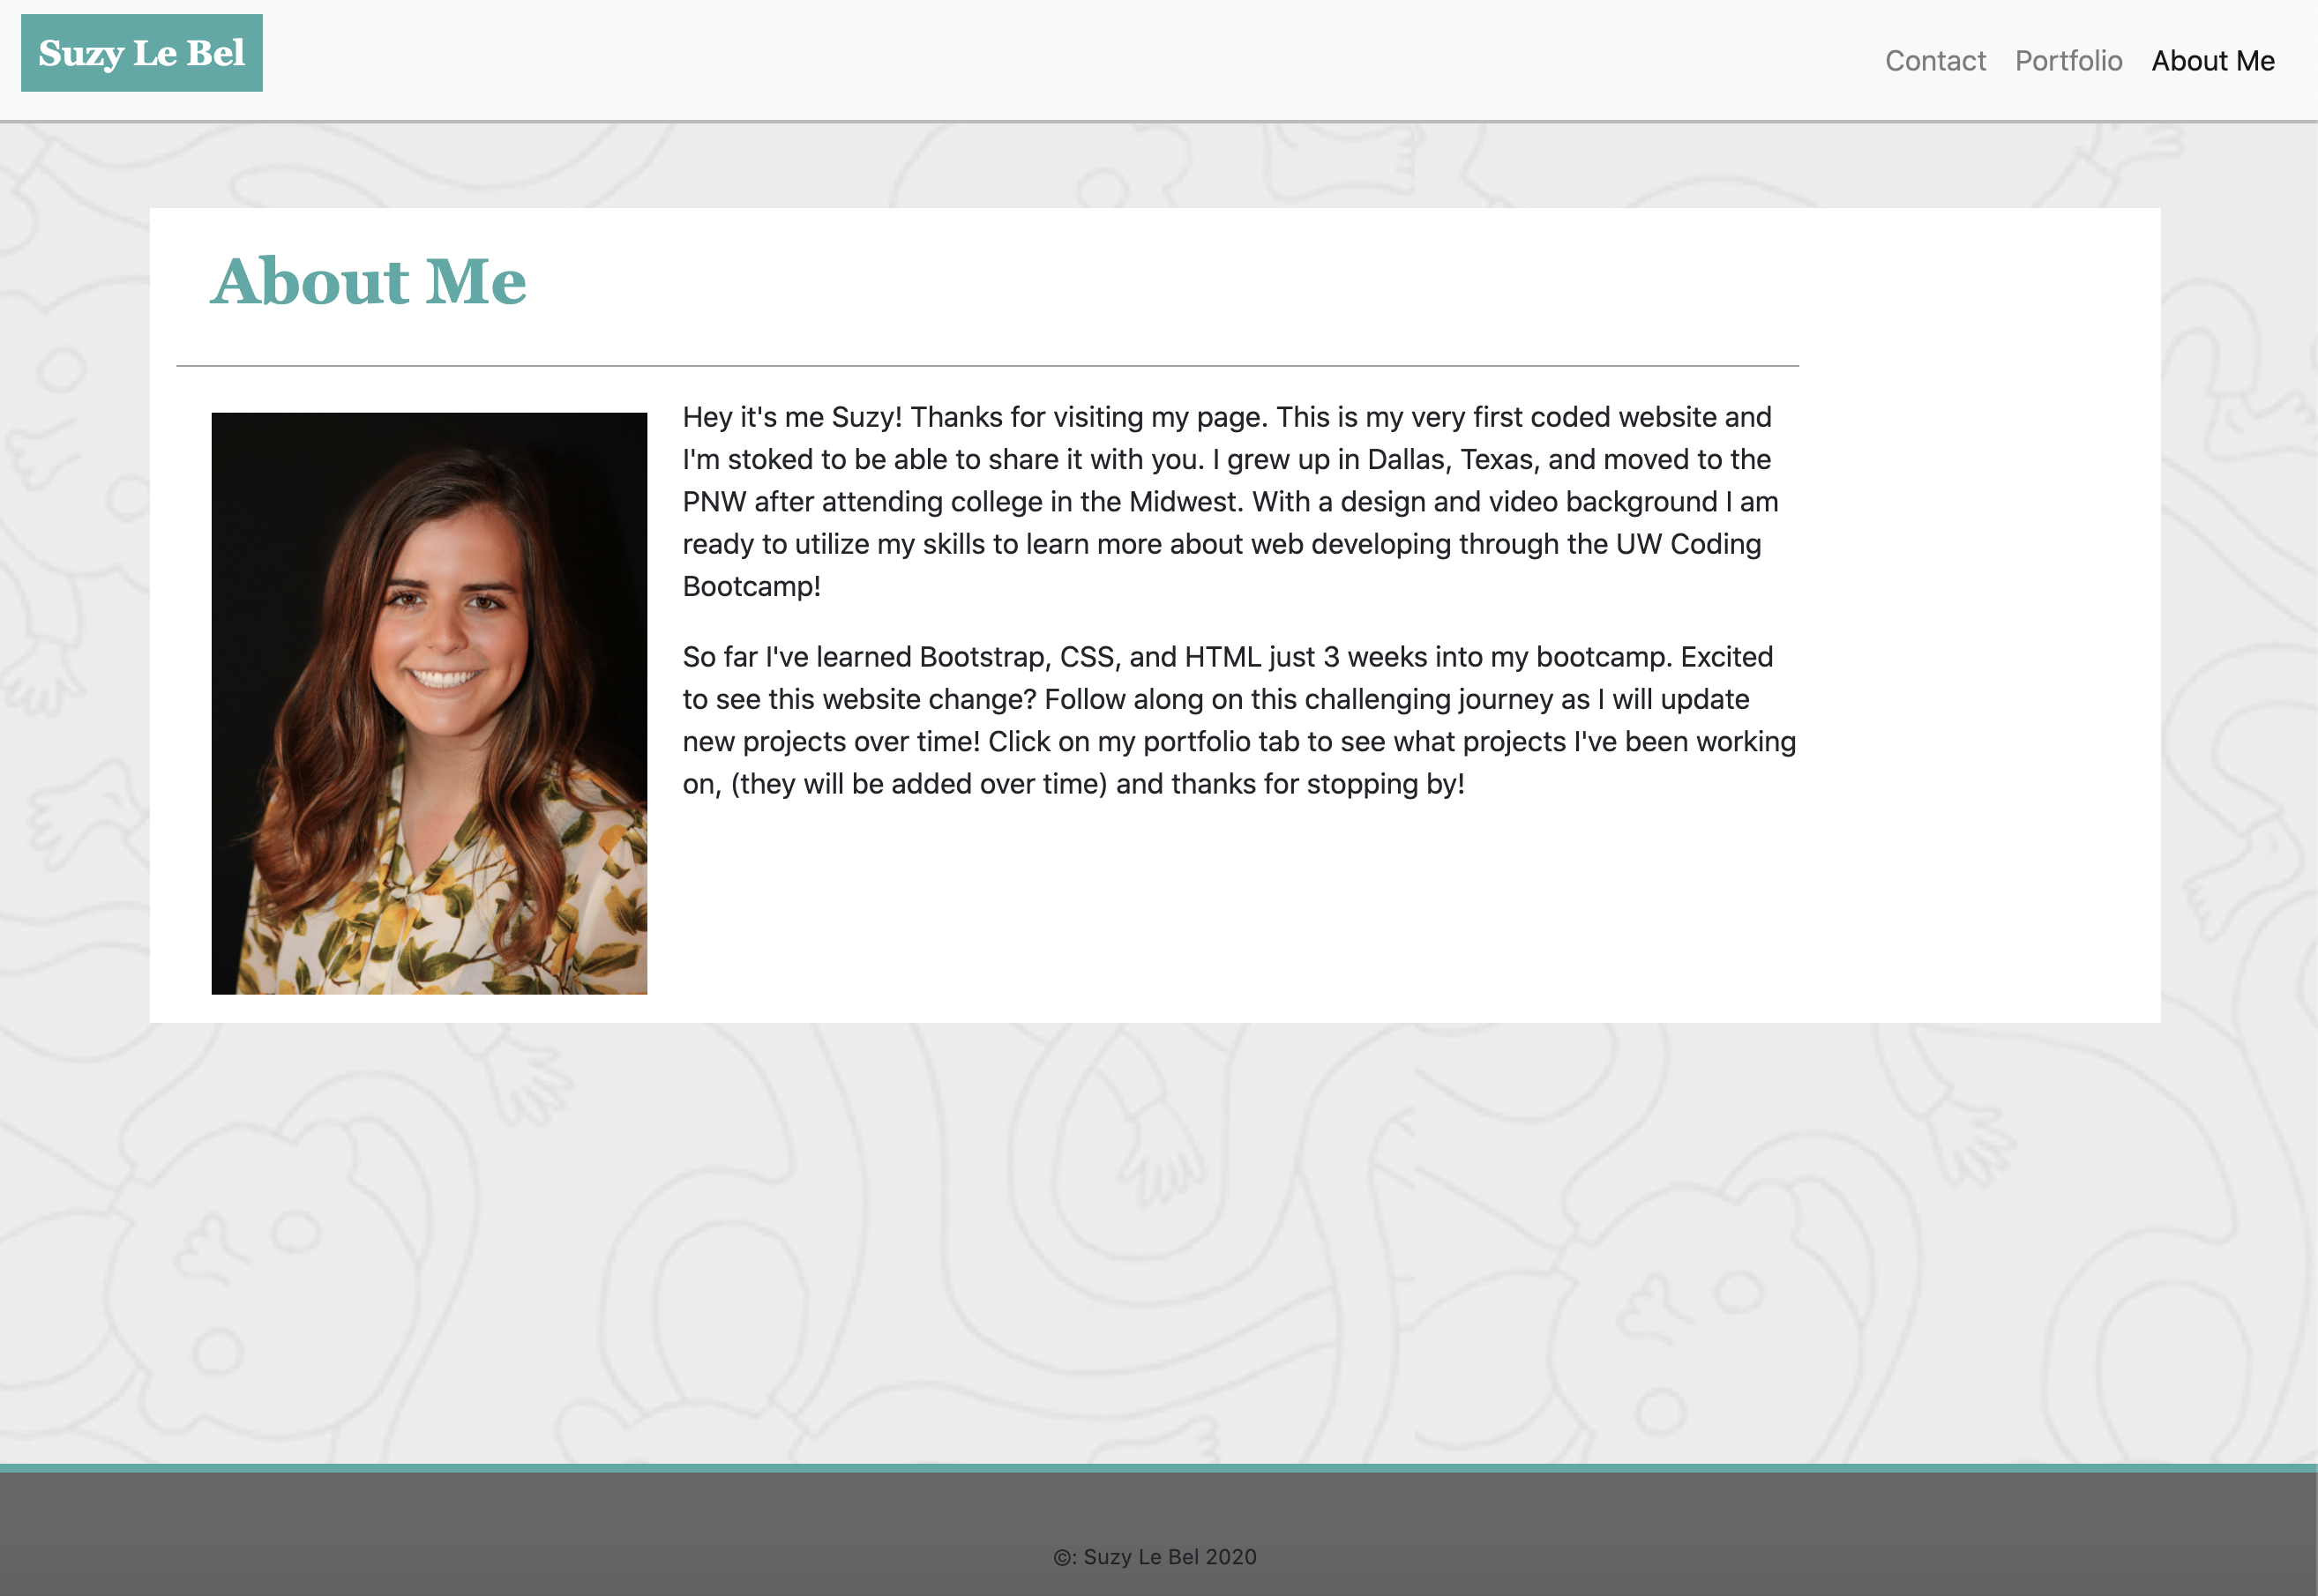 Suzy Le Bel
Contact Portfolio About Me
About Me
Hey it's me Suzy! Thanks for visiting my page. This is my very first coded website and
I'm stoked to be able to share it with you. I grew up in Dallas, Texas, and moved to the
PNW after attending college in the Midwest. With a design and video background I am
ready to utilize my skills to learn more about web developing through the UW Coding
Bootcamp!
So far I've learned Bootstrap, CSS, and HTML just 3 weeks into my bootcamp. Excited
to see this website change? Follow along on this challenging journey as I will update
new projects over time! Click on my portfolio tab to see what projects I've been working
on, (they will be added over time) and thanks for stopping by!
©: Suzy Le Bel 2020